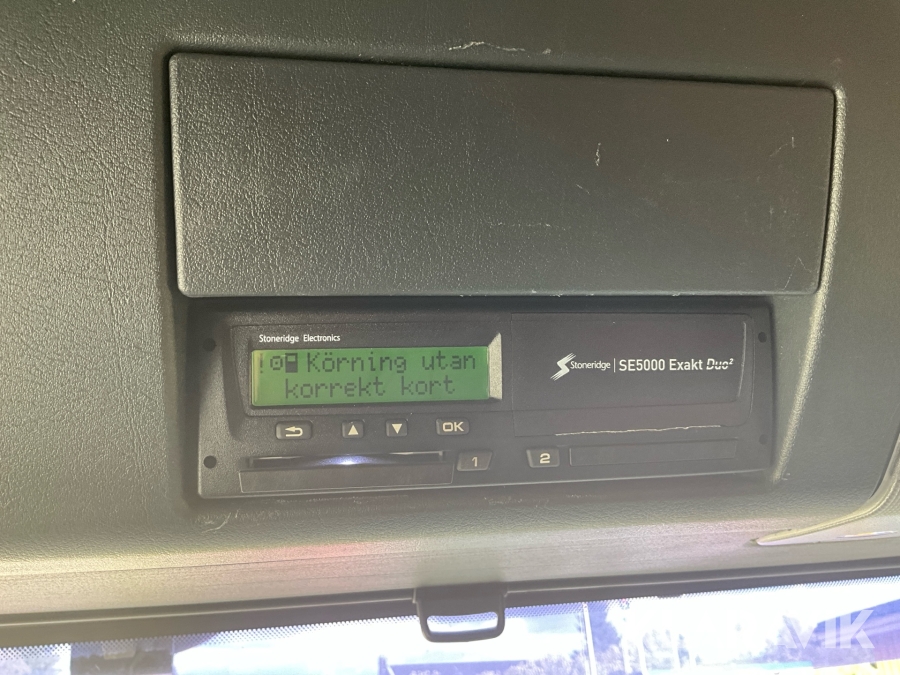 Stoneridge Electronics
! Körning utan
korrekt kort
Stoneridge | SE5000 Exakt Duo²
OK
1
2